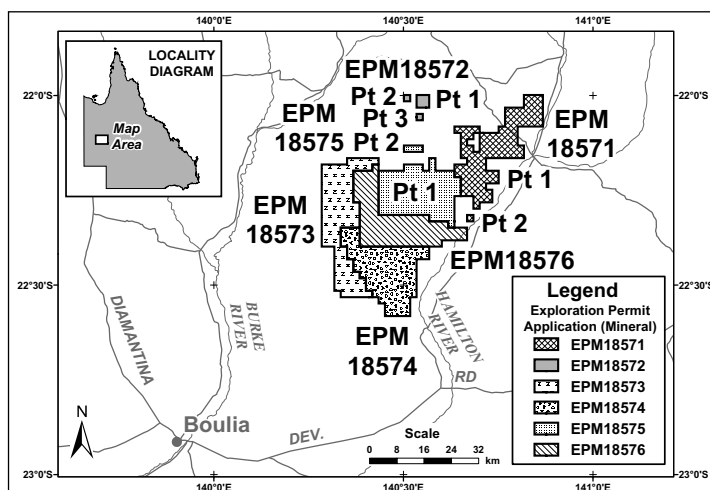 140°0'E
140°30'E
141°0'E
LOCALITY
DIAGRAM
Map
Area
22°0'S
22°0'S
EPM18572
Pt 2
Pt 1
Pt 3
EPM
18575
Pt 2
EPM
18571
Pt 1
Pt 1
EPM
18573
Pt 2
EPM18576
22°30'S
22°30'S
DIAMANTINA
BURKE
RIVER
HAMILTON
RIVER
EPM
18574
RD
Boulia
DEV.
N
Legend
Exploration Permit
Application (Mineral)
EPM18571
EPM18572
EPM18573
EPM18574
EPM18575
EPM18576
Scale
0 8 16 24 32
km
23°0'S
23°0'S
140°0'E
140°30'E
141°0'E